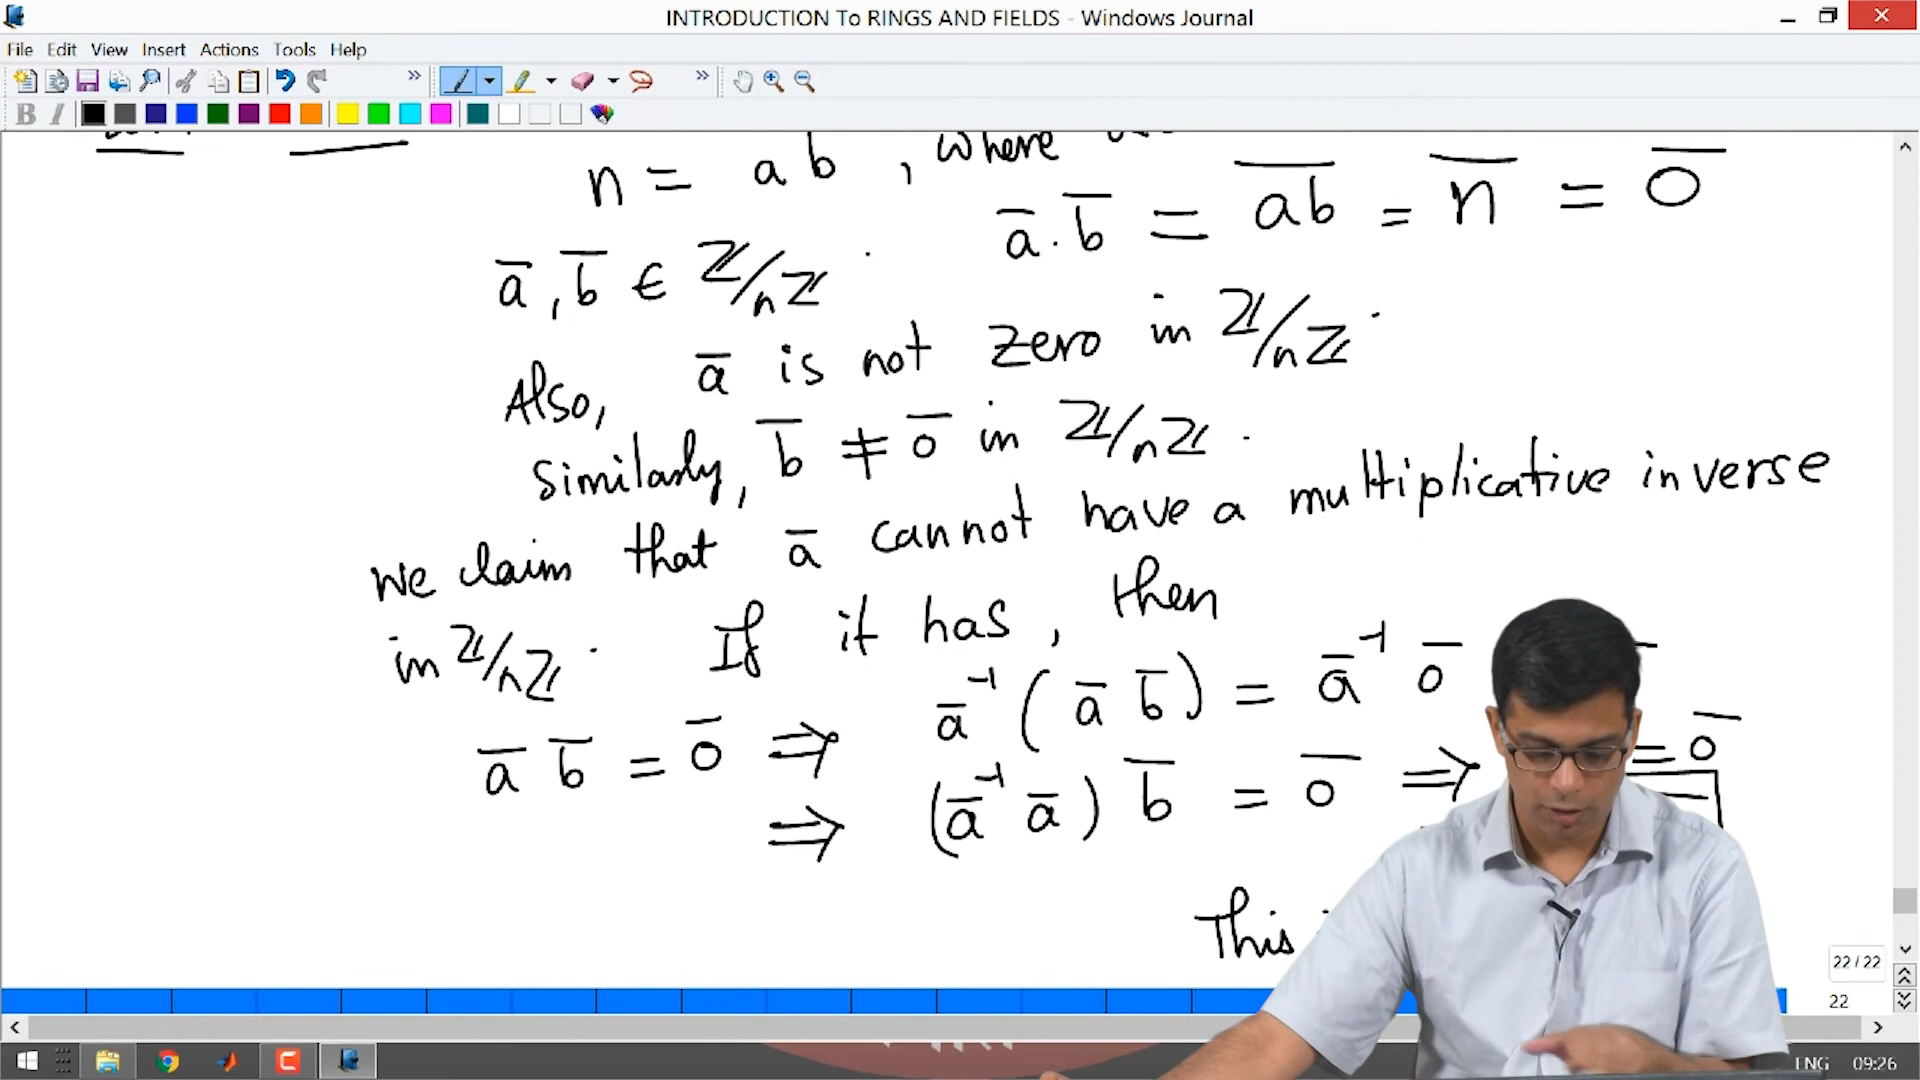 INTRODUCTION To RINGS AND FIELDS - Windows Journal
File Edit View Insert Actions Tools Help
B I
n = ab , where
a̅ , b̅ ∈ ℤ/nℤ . a̅ . b̅ = \overline{ab} = n̅ = 0̅
Also, a̅ is not zero in ℤ/nℤ .
Similarly, b̅ ≠ 0̅ in ℤ/nℤ .
We claim that a̅ cannot have a multiplicative inverse
in ℤ/nℤ . If it has , then
a̅ b̅ = 0̅ ⇒ a̅⁻¹ ( a̅ b̅ ) = a̅⁻¹ 0̅
⇒ ( a̅⁻¹ a̅ ) b̅ = 0̅ ⇒ = 0̅
This
22 / 22
22
ENG 09:26